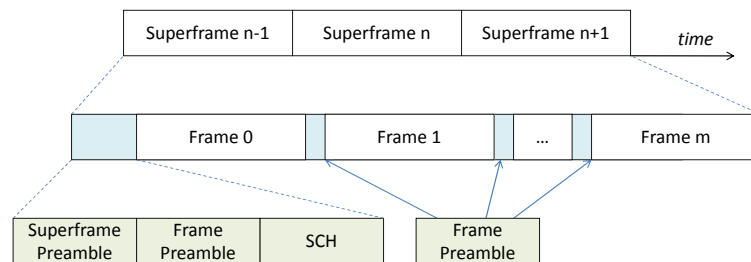 Superframe n-1 Superframe n Superframe n+1 time
Frame 0 Frame 1 ... Frame m
Superframe Preamble
Frame Preamble
SCH
Frame Preamble